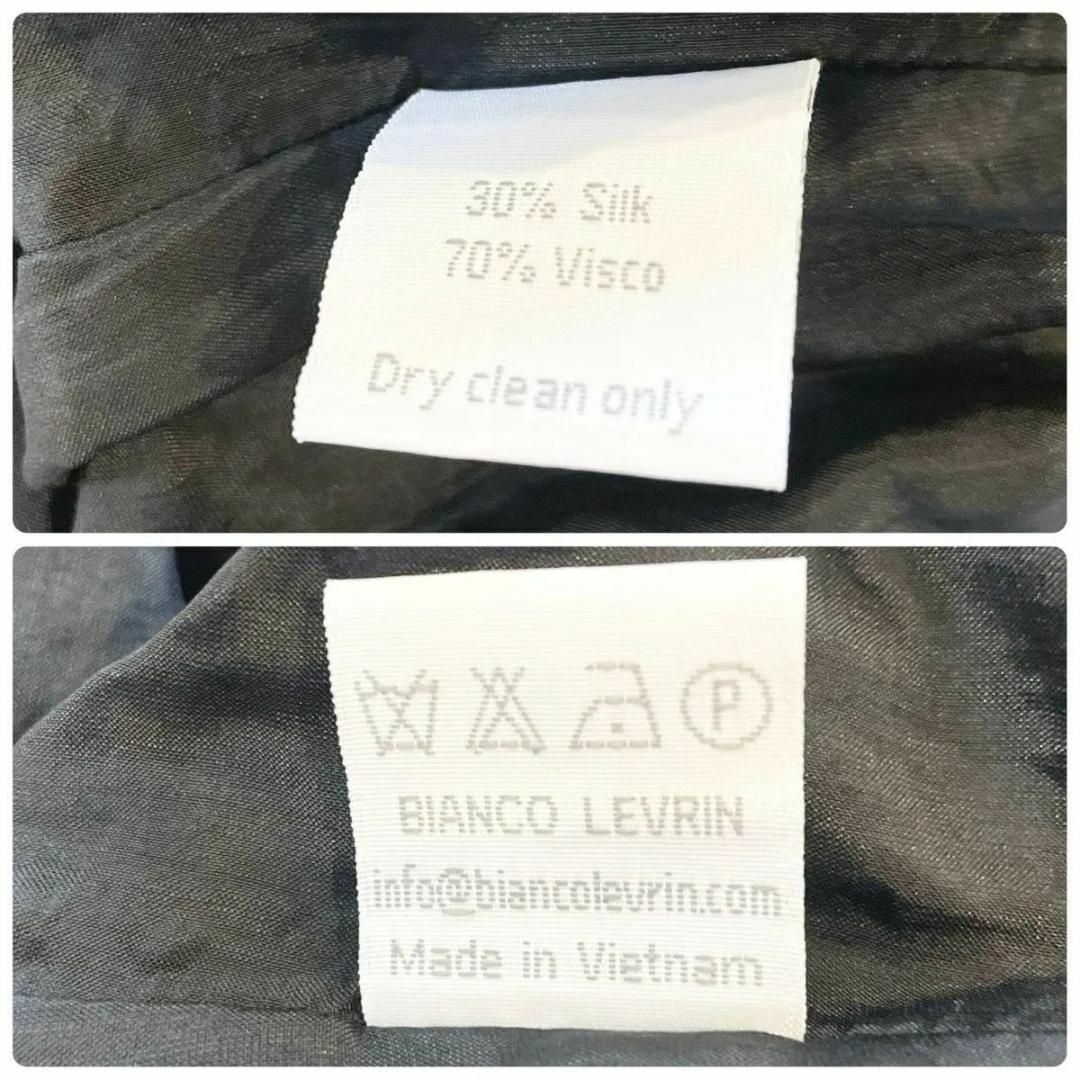 30% Silk
70% Visco
Dry clean only
P
BIANCO LEVRIN
info@biancolevrin.com
Made in Vietnam